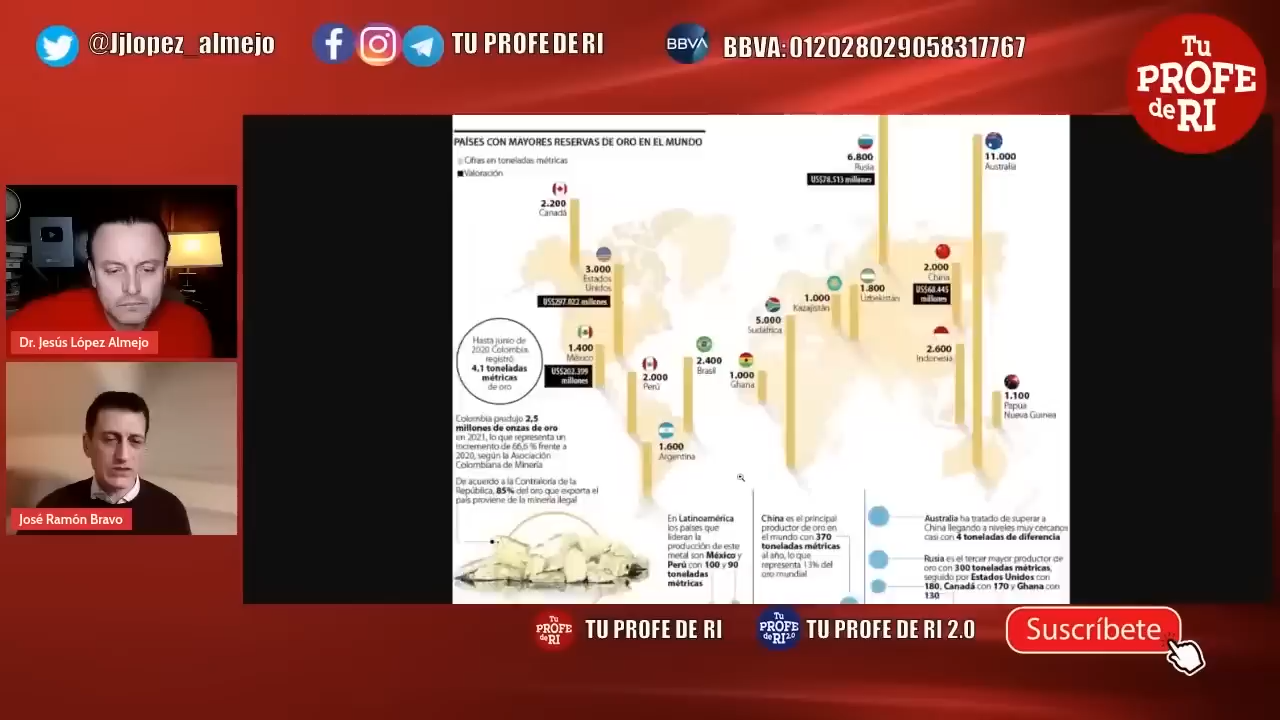 @Jjlopez_almejo
TU PROFE DE RI
BBVA
BBVA: 012028029058317767
Tu
PROFE
de RI
PAÍSES CON MAYORES RESERVAS DE ORO EN EL MUNDO
Cifras en toneladas métricas
Valoración
2.200
Canadá
3.000
Estados
Unidos
US$297.022 millones
1.400
México
US$202.399
millones
2.000
Perú
2.400
Brasil
1.600
Argentina
6.800
Rusia
US$78.513 millones
11.000
Australia
2.000
China
US$68.445
millones
1.000
Kazajistán
1.800
Uzbekistán
5.000
Sudáfrica
1.000
Ghana
2.600
Indonesia
1.100
Papúa
Nueva Guinea
Hasta junio de
2020 Colombia
registró
4,1 toneladas
métricas
de oro
Colombia produjo 2,5
millones de onzas de oro
en 2021, lo que representa un
incremento de 66,6 % frente a
2020, según la Asociación
Colombiana de Minería
De acuerdo a la Contraloría de la
República, 85% del oro que exporta el
país proviene de la minería ilegal
En Latinoamérica
los países que
lideran la
producción de este
metal son México y
Perú con 100 y 90
toneladas
métricas
China es el principal
productor de oro en
el mundo con 370
toneladas métricas
al año, lo que
representa 13% del
oro mundial
Australia ha tratado de superar a
China llegando a niveles muy cercanos
casi con 4 toneladas de diferencia
Rusia es el tercer mayor productor de
oro con 300 toneladas métricas,
seguido por Estados Unidos con
180, Canadá con 170 y Ghana con
130
Dr. Jesús López Almejo
José Ramón Bravo
Tu
PROFE
de RI
TU PROFE DE RI
Tu
PROFE
de RI 2.0
TU PROFE DE RI 2.0
Suscríbete